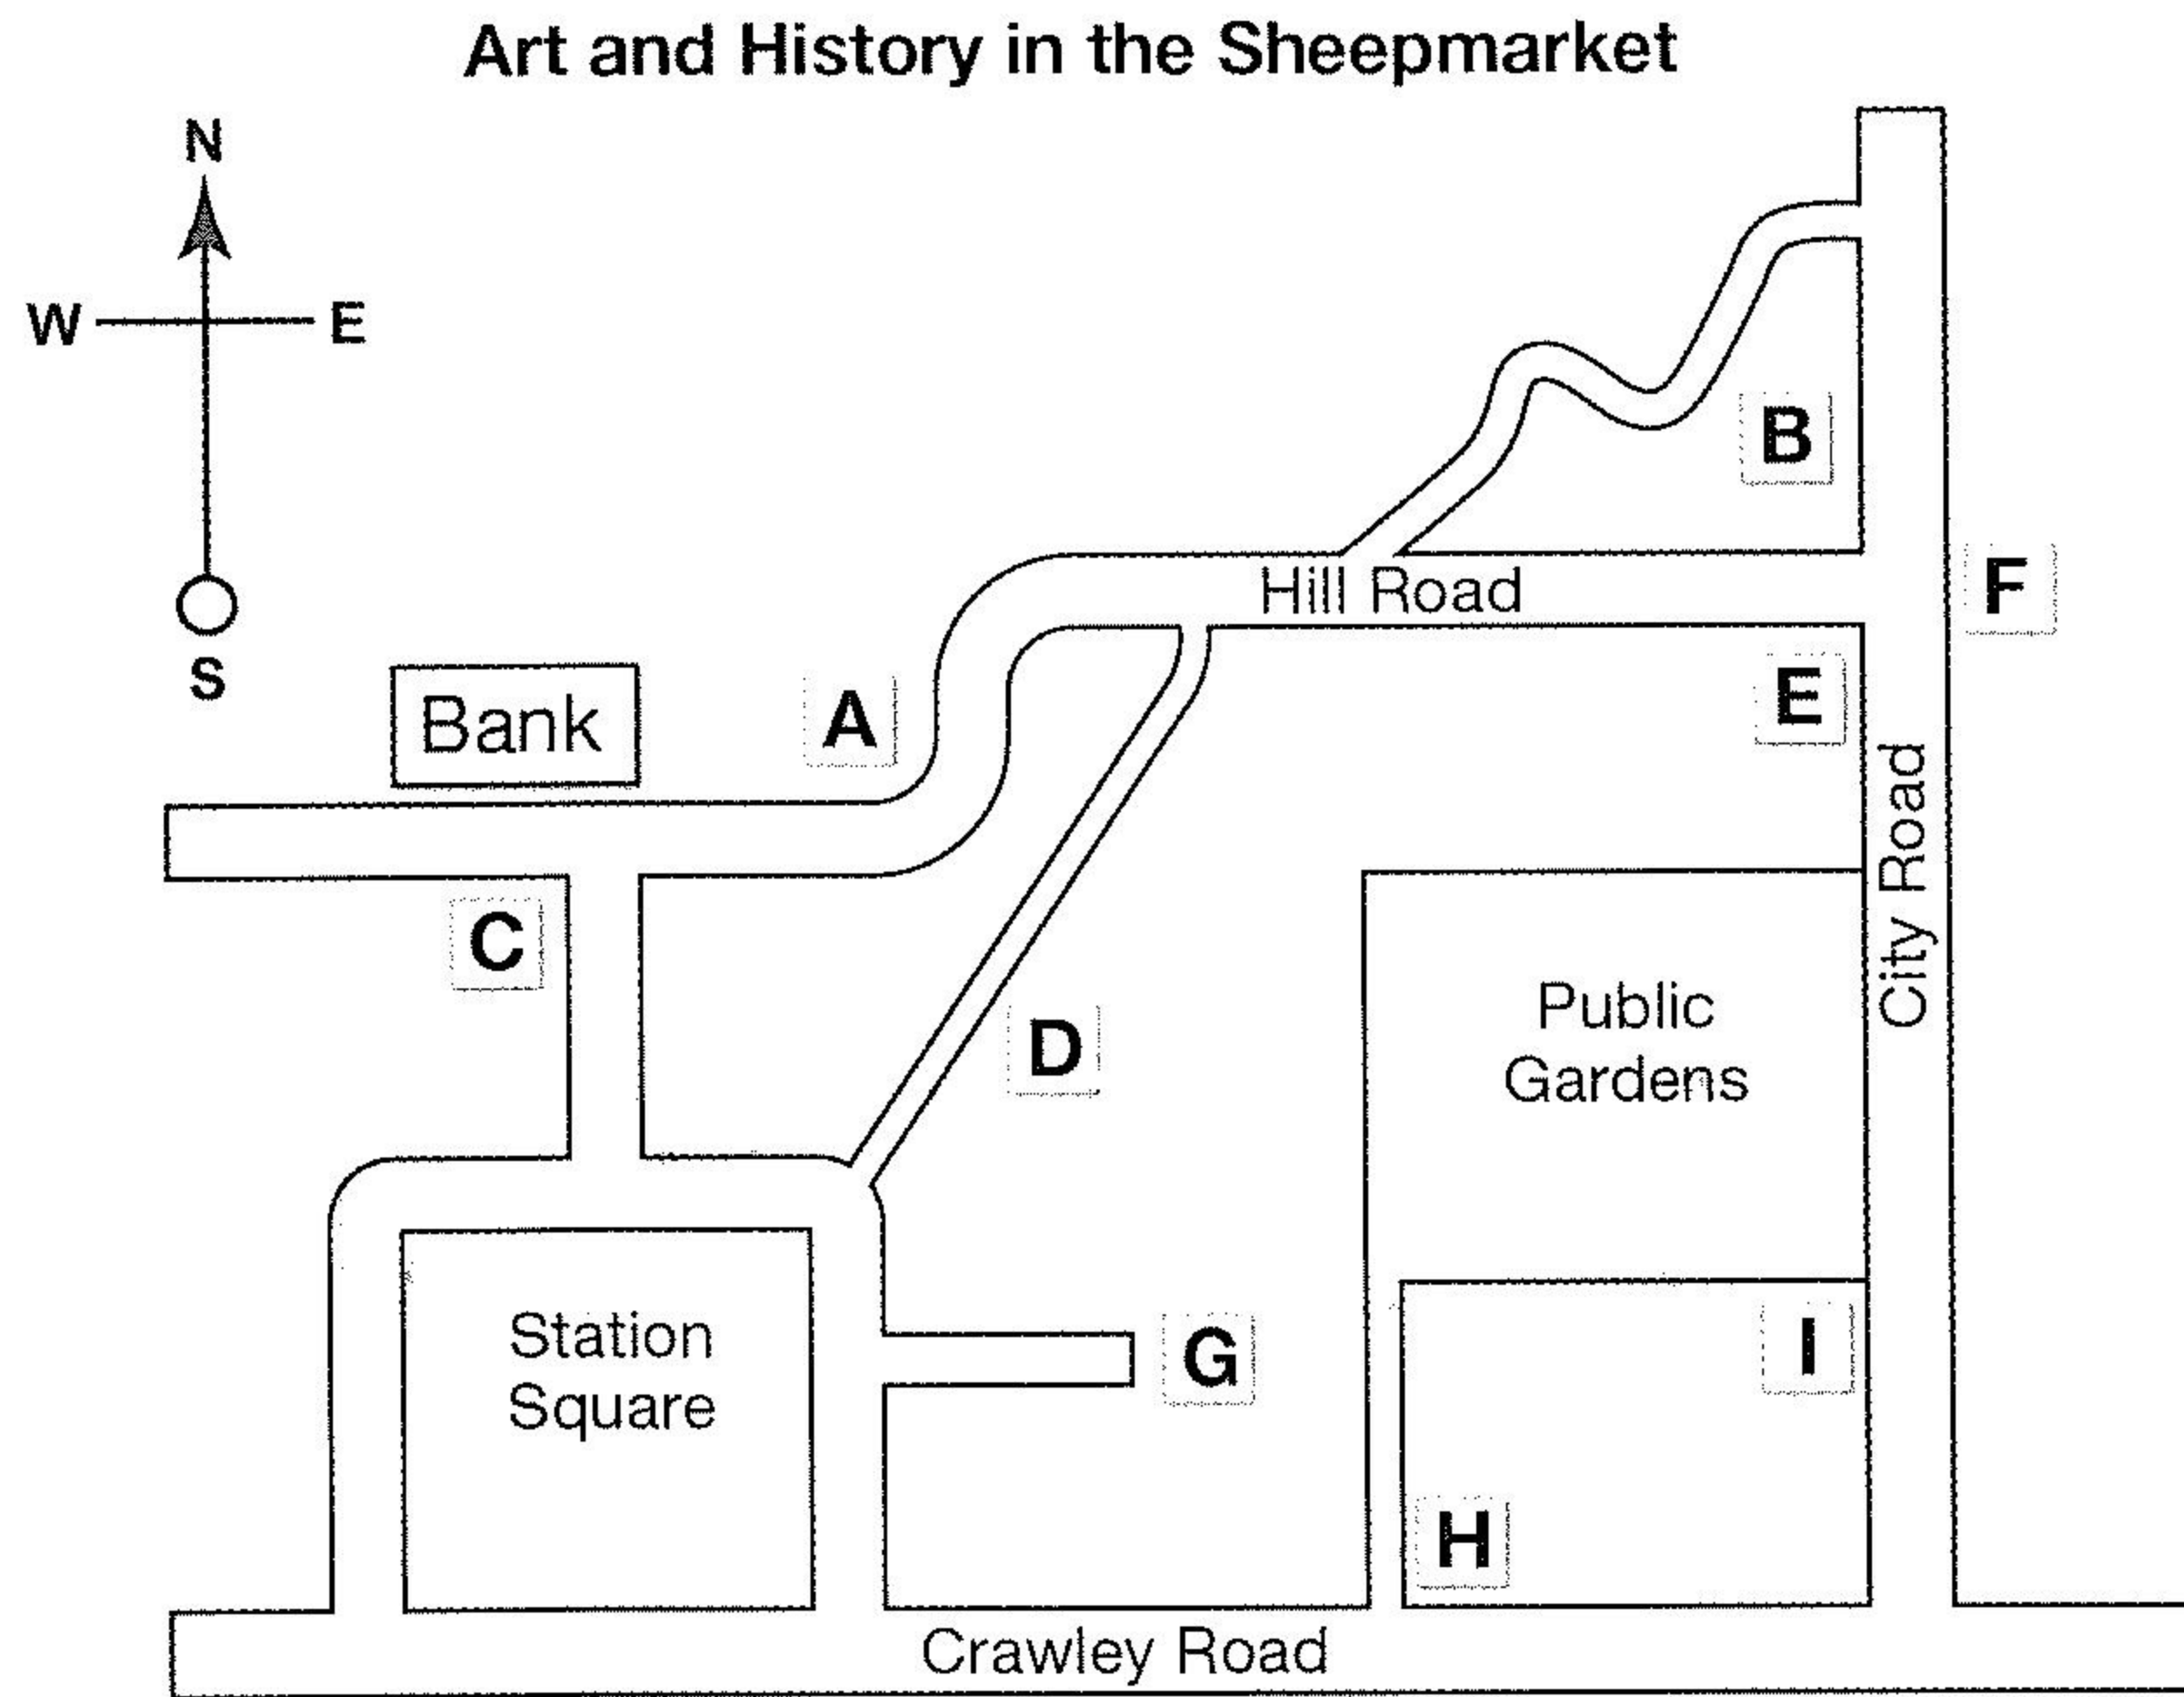 Art and History in the Sheepmarket
N
W
E
S
B
Hill Road
F
Bank
A
E
City Road
C
Public
Gardens
D
Station
Square
G
I
H
Crawley Road